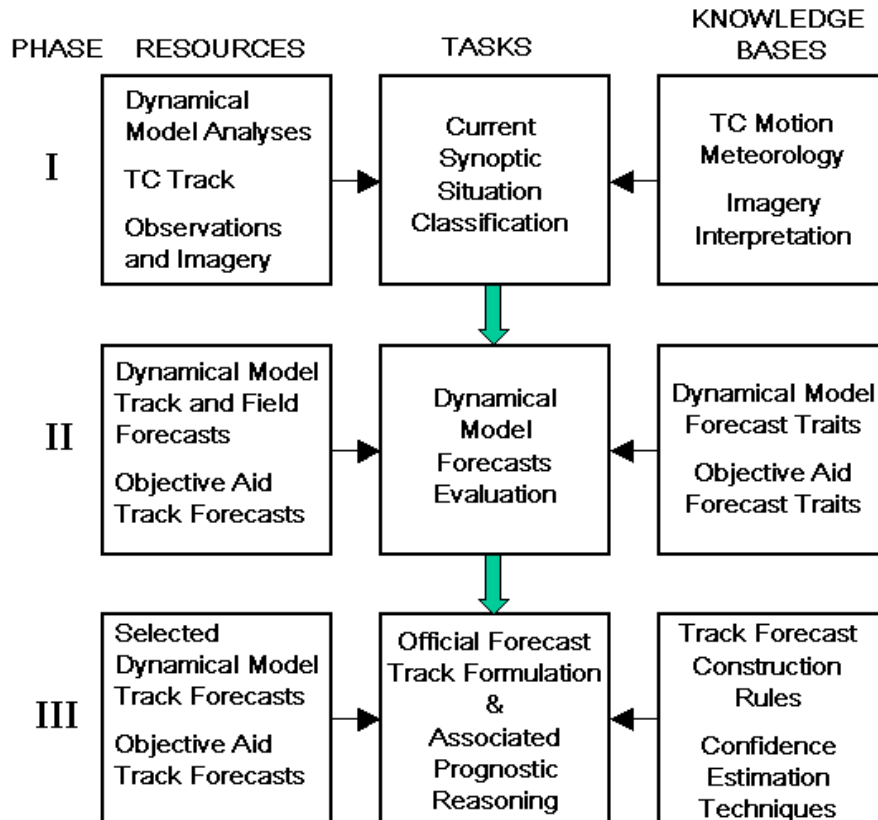 PHASE
RESOURCES
TASKS
KNOWLEDGE
BASES
I
Dynamical
Model Analyses
TC Track
Observations
and Imagery
Current
Synoptic
Situation
Classification
TC Motion
Meteorology
Imagery
Interpretation
II
Dynamical Model
Track and Field
Forecasts
Objective Aid
Track Forecasts
Dynamical
Model
Forecasts
Evaluation
Dynamical Model
Forecast Traits
Objective Aid
Forecast Traits
III
Selected
Dynamical Model
Track Forecasts
Objective Aid
Track Forecasts
Official Forecast
Track Formulation
&
Associated
Prognostic
Reasoning
Track Forecast
Construction
Rules
Confidence
Estimation
Techniques